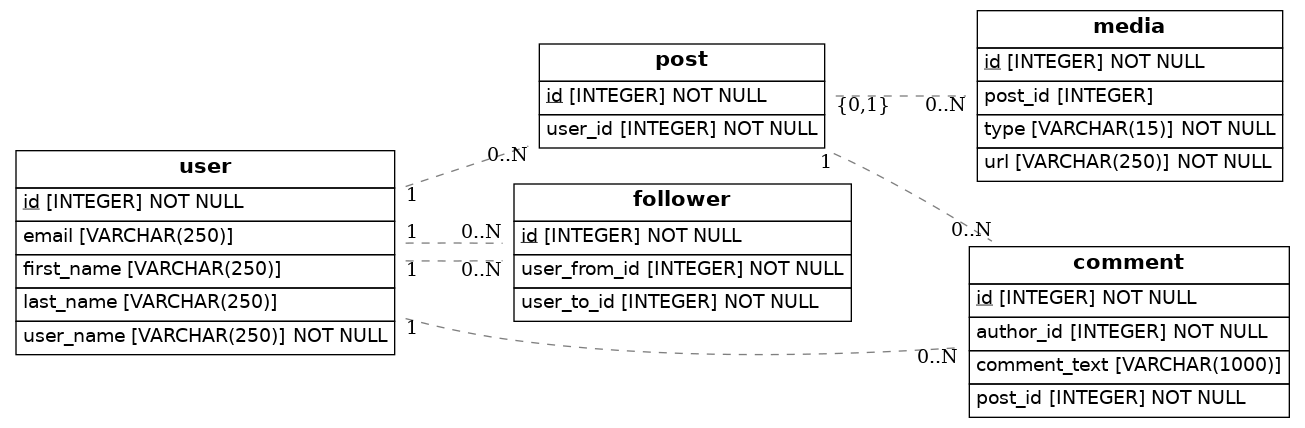 user
id [INTEGER] NOT NULL
email [VARCHAR(250)]
first_name [VARCHAR(250)]
last_name [VARCHAR(250)]
user_name [VARCHAR(250)] NOT NULL
1
0..N
1
0..N
1
0..N
1
0..N
post
id [INTEGER] NOT NULL
user_id [INTEGER] NOT NULL
follower
id [INTEGER] NOT NULL
user_from_id [INTEGER] NOT NULL
user_to_id [INTEGER] NOT NULL
{0,1}
0..N
1
0..N
media
id [INTEGER] NOT NULL
post_id [INTEGER]
type [VARCHAR(15)] NOT NULL
url [VARCHAR(250)] NOT NULL
comment
id [INTEGER] NOT NULL
author_id [INTEGER] NOT NULL
comment_text [VARCHAR(1000)]
post_id [INTEGER] NOT NULL